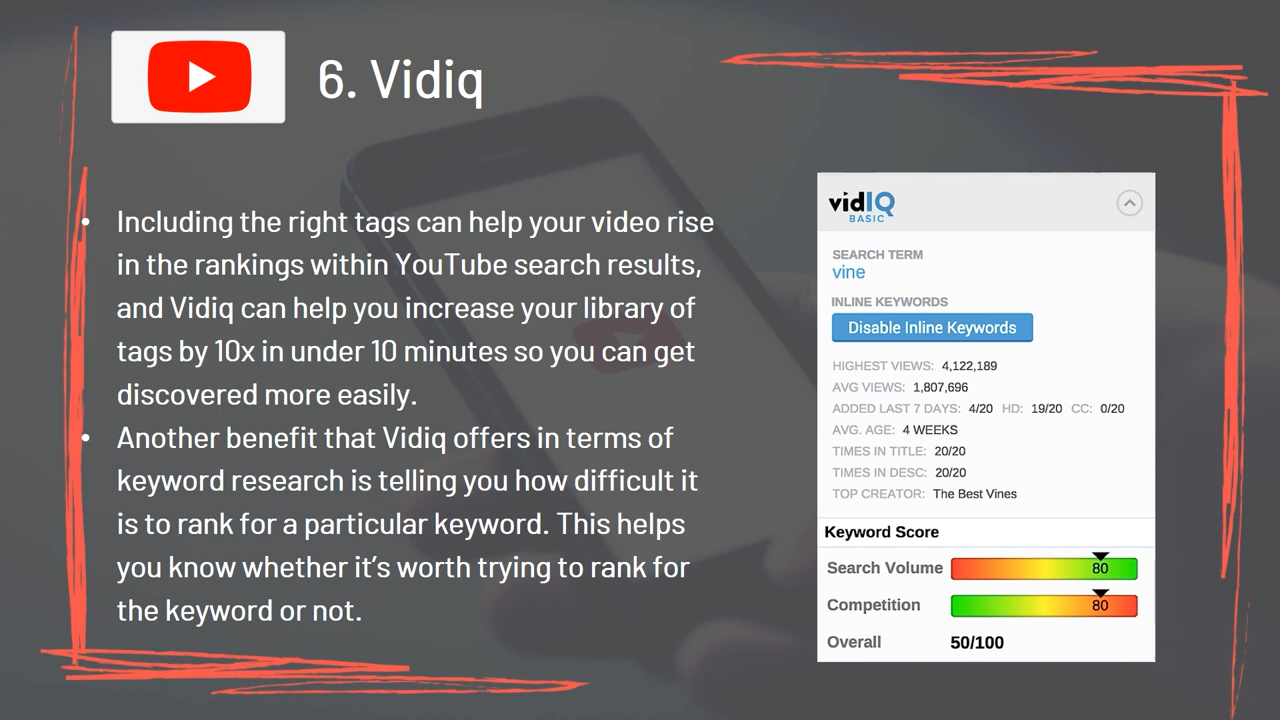 6. Vidiq
• Including the right tags can help your video rise
in the rankings within YouTube search results,
and Vidiq can help you increase your library of
tags by 10x in under 10 minutes so you can get
discovered more easily.
• Another benefit that Vidiq offers in terms of
keyword research is telling you how difficult it
is to rank for a particular keyword. This helps
you know whether it’s worth trying to rank for
the keyword or not.
vidIQ
BASIC
SEARCH TERM
vine
INLINE KEYWORDS
Disable Inline Keywords
HIGHEST VIEWS: 4,122,189
AVG VIEWS: 1,807,696
ADDED LAST 7 DAYS: 4/20 HD: 19/20 CC: 0/20
AVG. AGE: 4 WEEKS
TIMES IN TITLE: 20/20
TIMES IN DESC: 20/20
TOP CREATOR: The Best Vines
Keyword Score
Search Volume 80
Competition 80
Overall 50/100